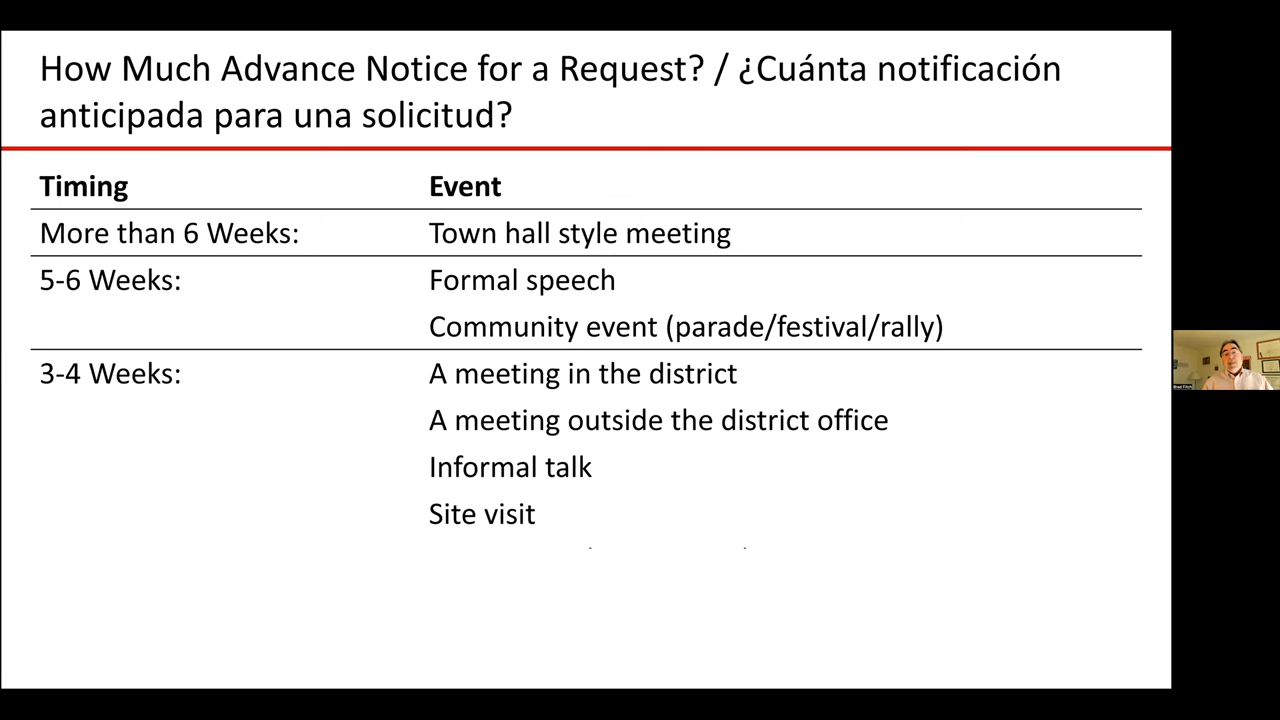 How Much Advance Notice for a Request? / ¿Cuánta notificación
anticipada para una solicitud?
Timing Event
More than 6 Weeks: Town hall style meeting
5-6 Weeks: Formal speech
Community event (parade/festival/rally)
3-4 Weeks: A meeting in the district
A meeting outside the district office
Informal talk
Site visit
Brad Fitch